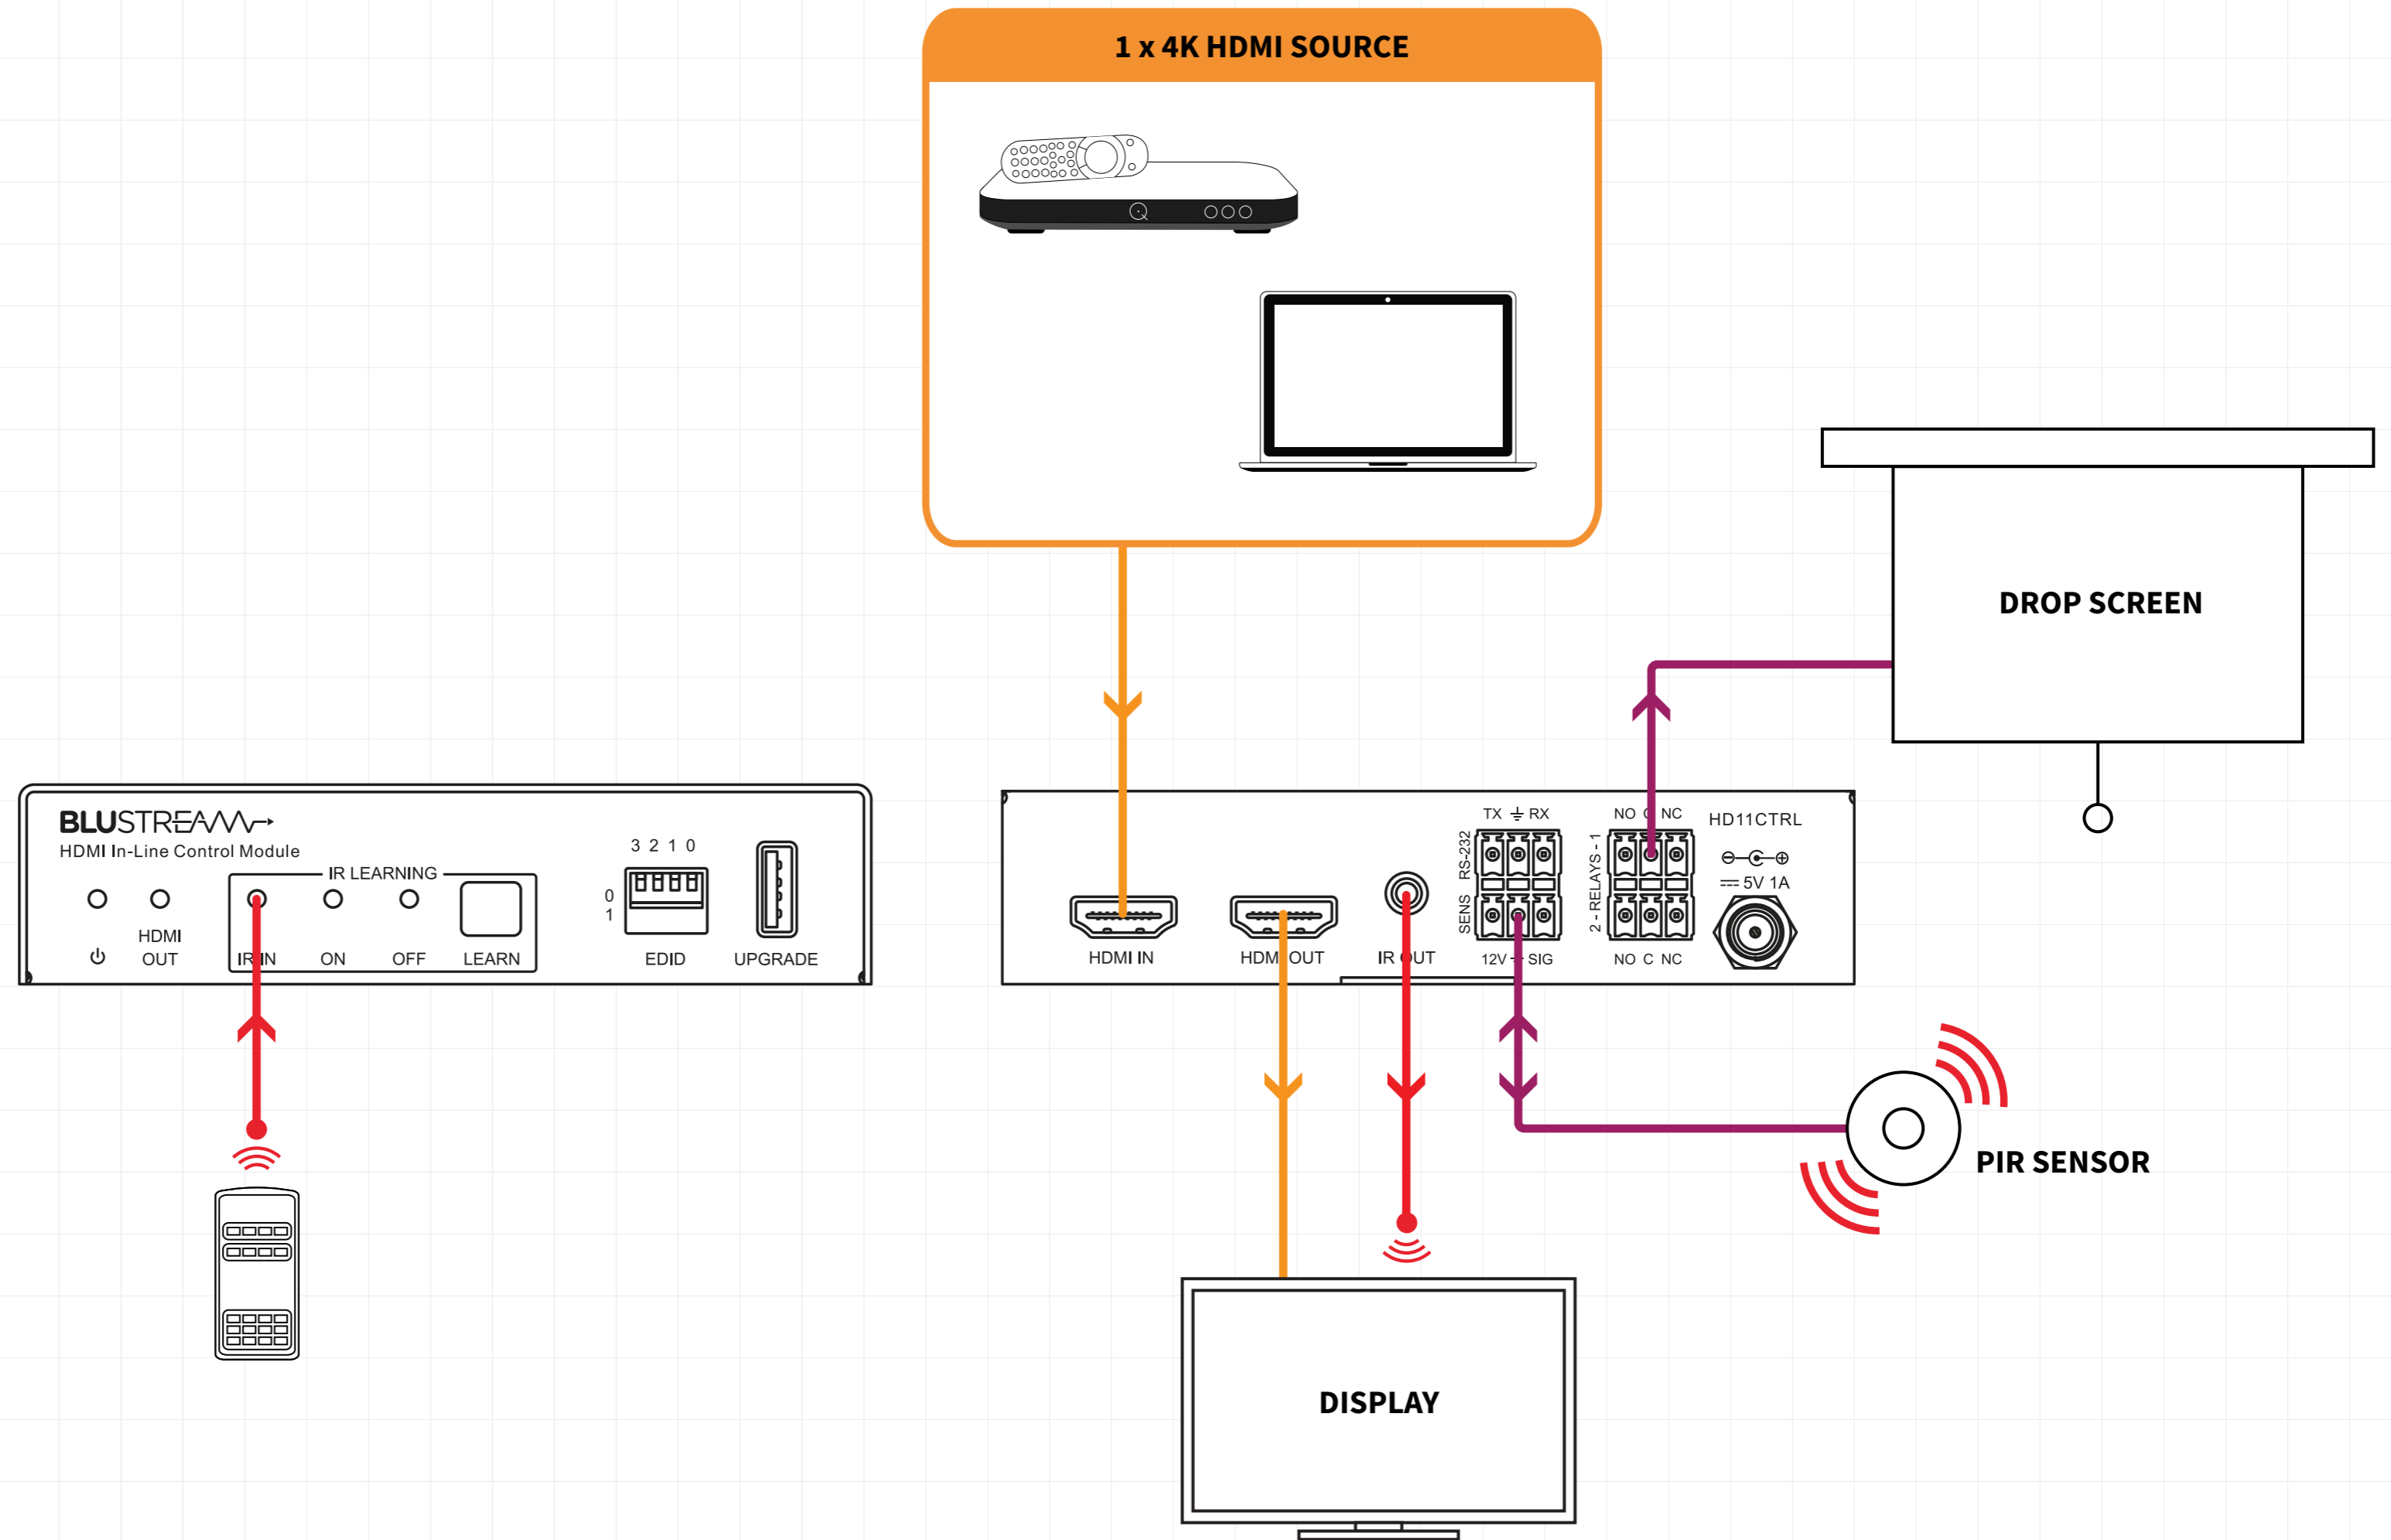 1 x 4K HDMI SOURCE
DROP SCREEN
BLUSTREAM
HDMI In-Line Control Module
IR LEARNING
HDMI
OUT
IR IN
ON
OFF
LEARN
3 2 1 0
0
1
EDID
UPGRADE
HDMI IN
HDMI OUT
IR OUT
TX RX
RS-232
SENS
12V SIG
NO C NC
2 - RELAYS - 1
NO C NC
HD11CTRL
5V 1A
PIR SENSOR
DISPLAY